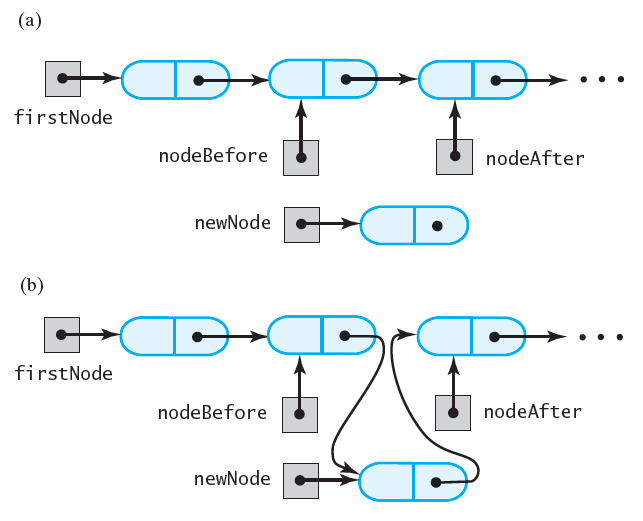 (a)
firstNode
nodeBefore
nodeAfter
newNode
(b)
firstNode
nodeBefore
nodeAfter
newNode